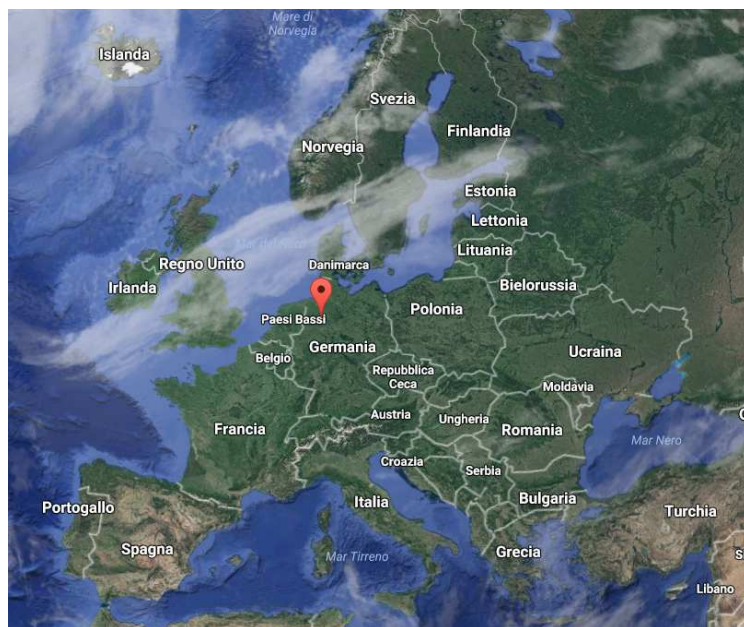 Mare di
Norvegia
Islanda
Svezia
Norvegia
Finlandia
Estonia
Lettonia
Lituania
Regno Unito
Danimarca
Irlanda
Bielorussia
Polonia
Paesi Bassi
Germania
Belgio
Ucraina
Repubblica
Ceca
Moldavia
Austria
Ungheria
Francia
Romania
Mar Nero
Croazia
Serbia
Bulgaria
Italia
Portogallo
Turchia
Spagna
Mar Tirreno
Grecia
Libano